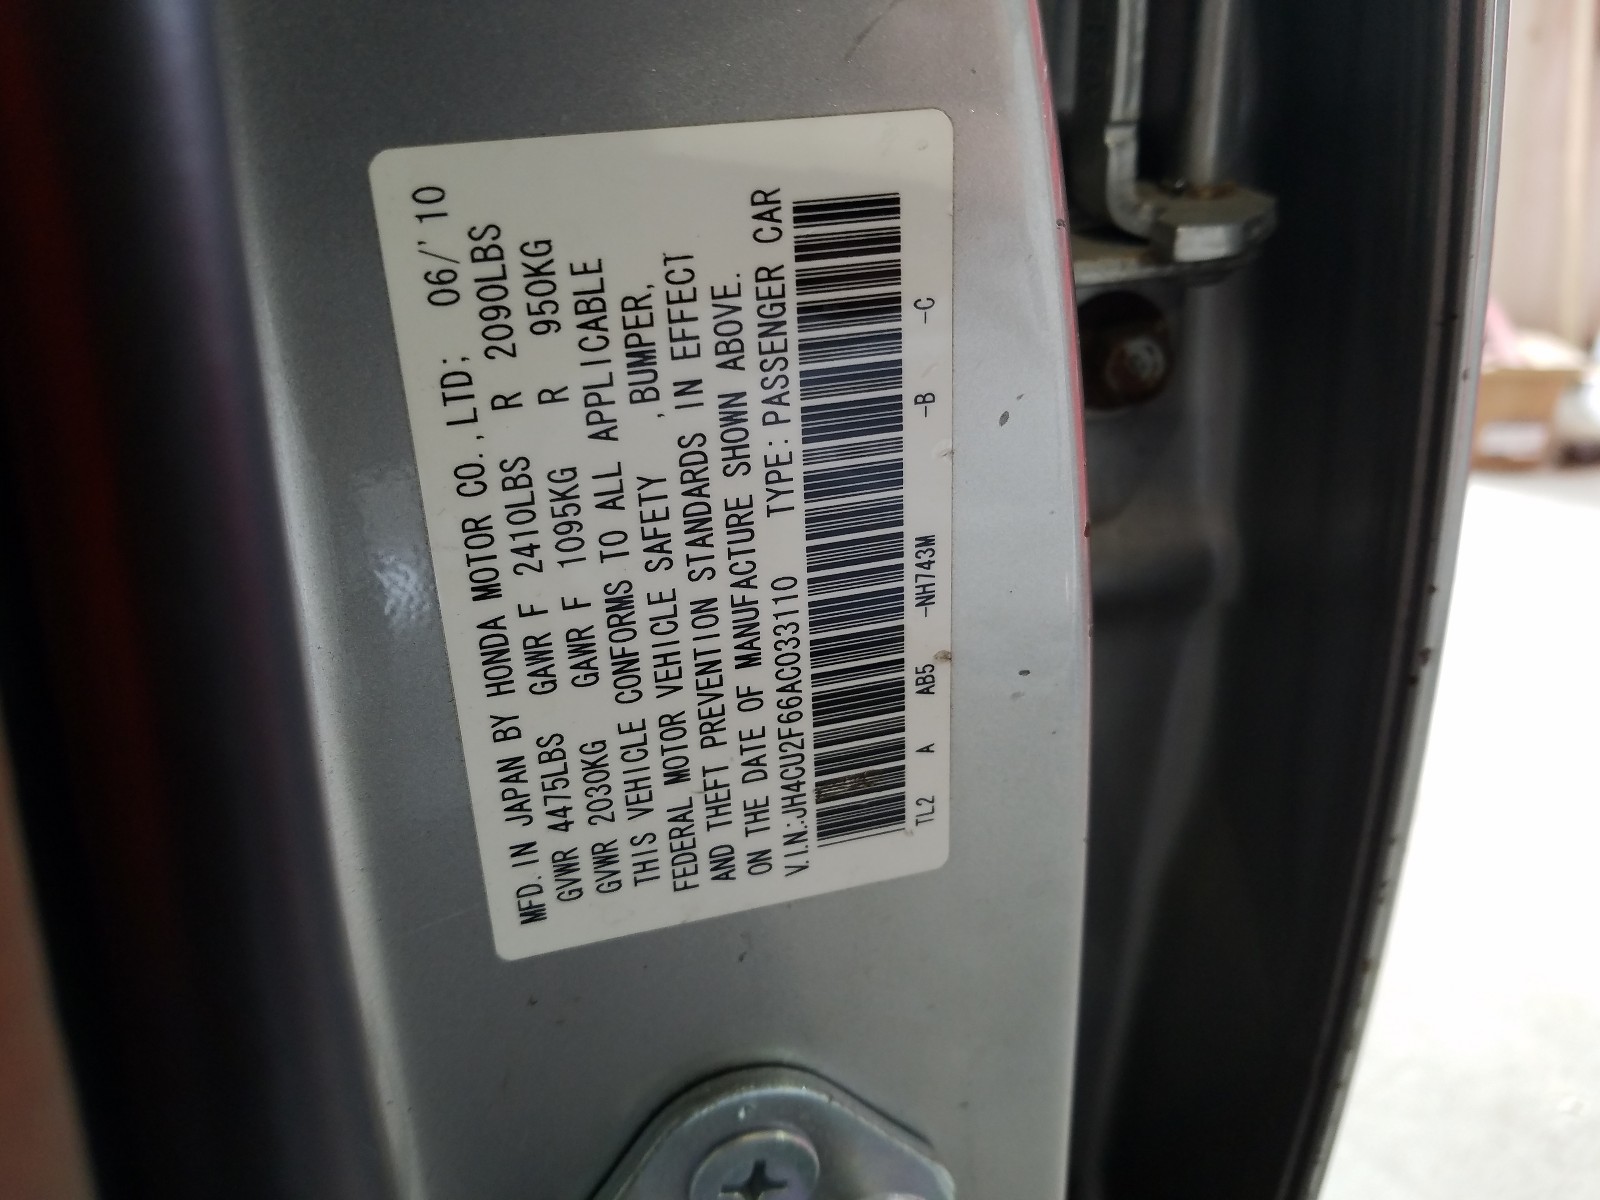 MFD. IN JAPAN BY HONDA MOTOR CO., LTD; 06/'10
GVWR 4475LBS GAWR F 2410LBS R 2090LBS
GVWR 2030KG GAWR F 1095KG R 950KG
THIS VEHICLE CONFORMS TO ALL APPLICABLE
FEDERAL MOTOR VEHICLE SAFETY ,BUMPER,
AND THEFT PREVENTION STANDARDS IN EFFECT
ON THE DATE OF MANUFACTURE SHOWN ABOVE.
V.I.N.:JH4CU2F66AC033110 TYPE:PASSENGER CAR
TL2 A AB5 -NH743M -B -C